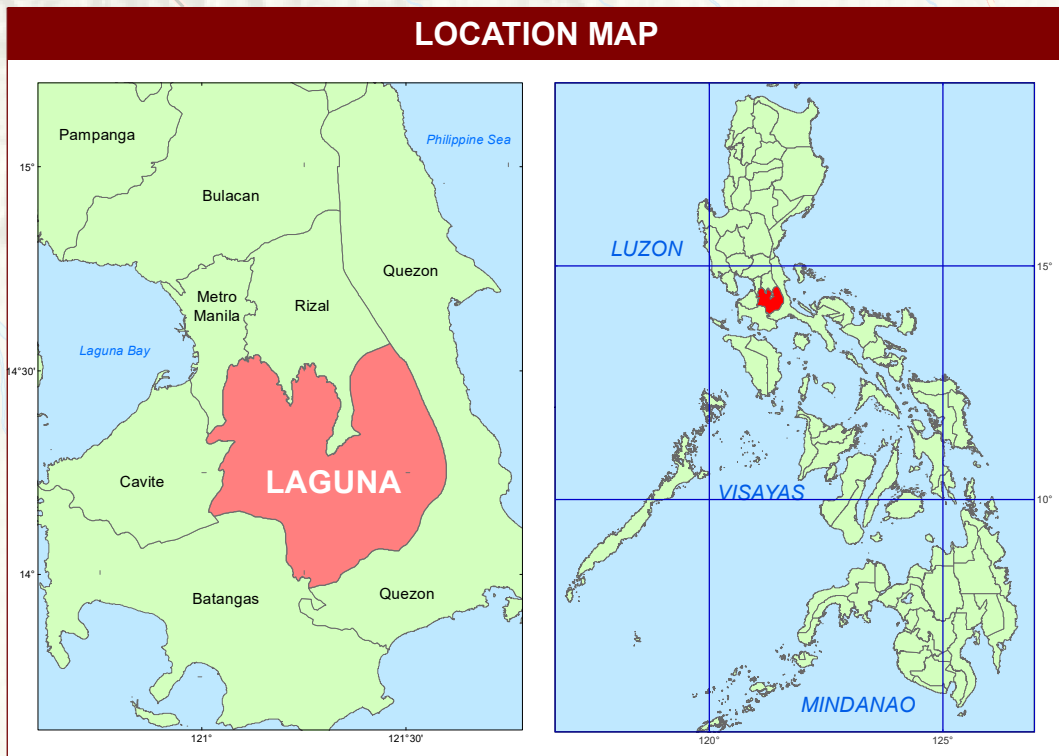 LOCATION MAP
Pampanga
Philippine Sea
15°
Bulacan
Quezon
Metro
Manila
Rizal
Laguna Bay
14°30'
Cavite
LAGUNA
14°
Batangas
Quezon
121°
121°30'
LUZON
15°
VISAYAS
10°
MINDANAO
120°
125°